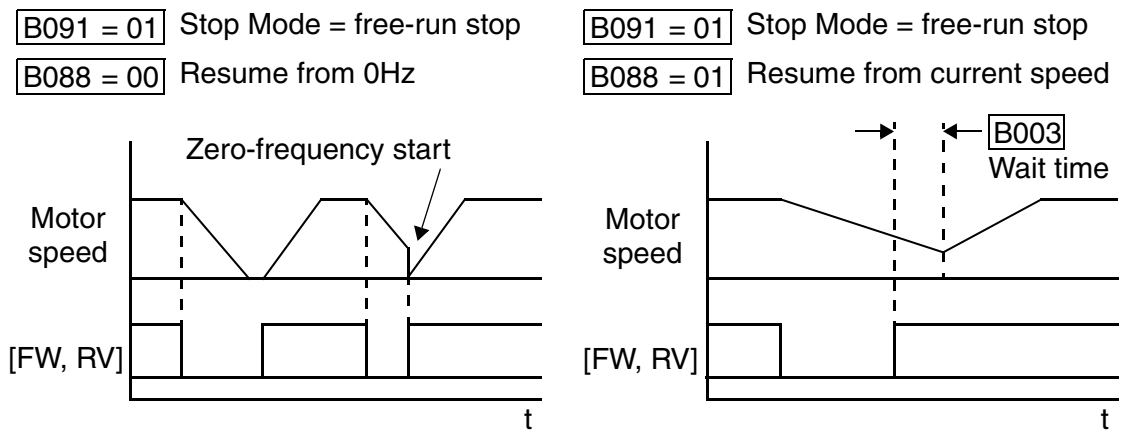 B091 = 01 Stop Mode = free-run stop
B088 = 00 Resume from 0Hz
Zero-frequency start
Motor
speed
[FW, RV]
t
B091 = 01 Stop Mode = free-run stop
B088 = 01 Resume from current speed
B003
Wait time
Motor
speed
[FW, RV]
t